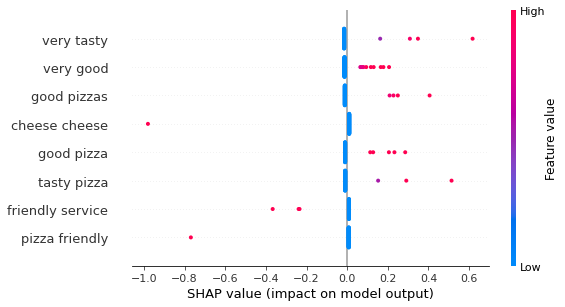 High
very tasty
very good
good pizzas
cheese cheese
good pizza
tasty pizza
friendly service
pizza friendly
Feature value
Low
−1.0 −0.8 −0.6 −0.4 −0.2 0.0 0.2 0.4 0.6
SHAP value (impact on model output)